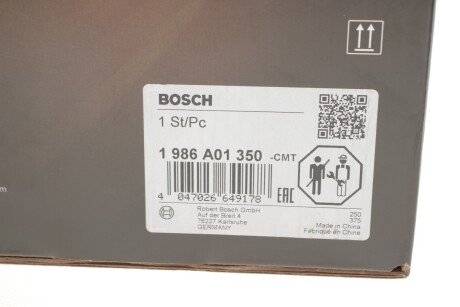 BOSCH
1 St/Pc
1 986 A01 350 -CMT
4 047026 649178
EAC
Robert Bosch GmbH
Auf der Breit 4
76227 Karlsruhe
GERMANY
250
375
Made in China
Fabriqué en Chine
m